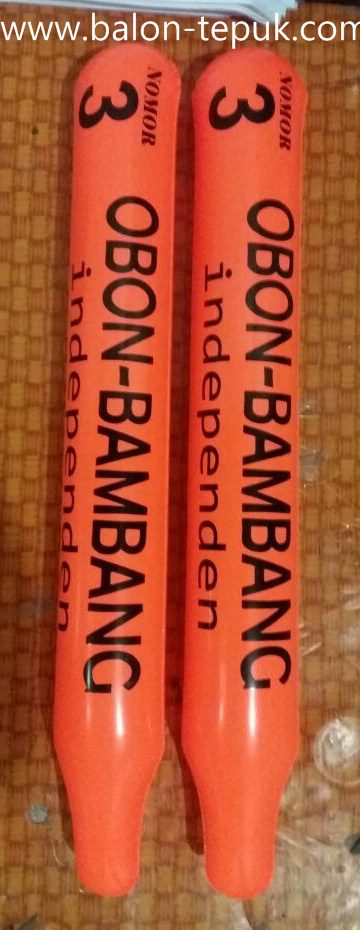 www.balon-tepuk.com
NOMOR
3
OBON-BAMBANG
independen
NOMOR
3
OBON-BAMBANG
independen